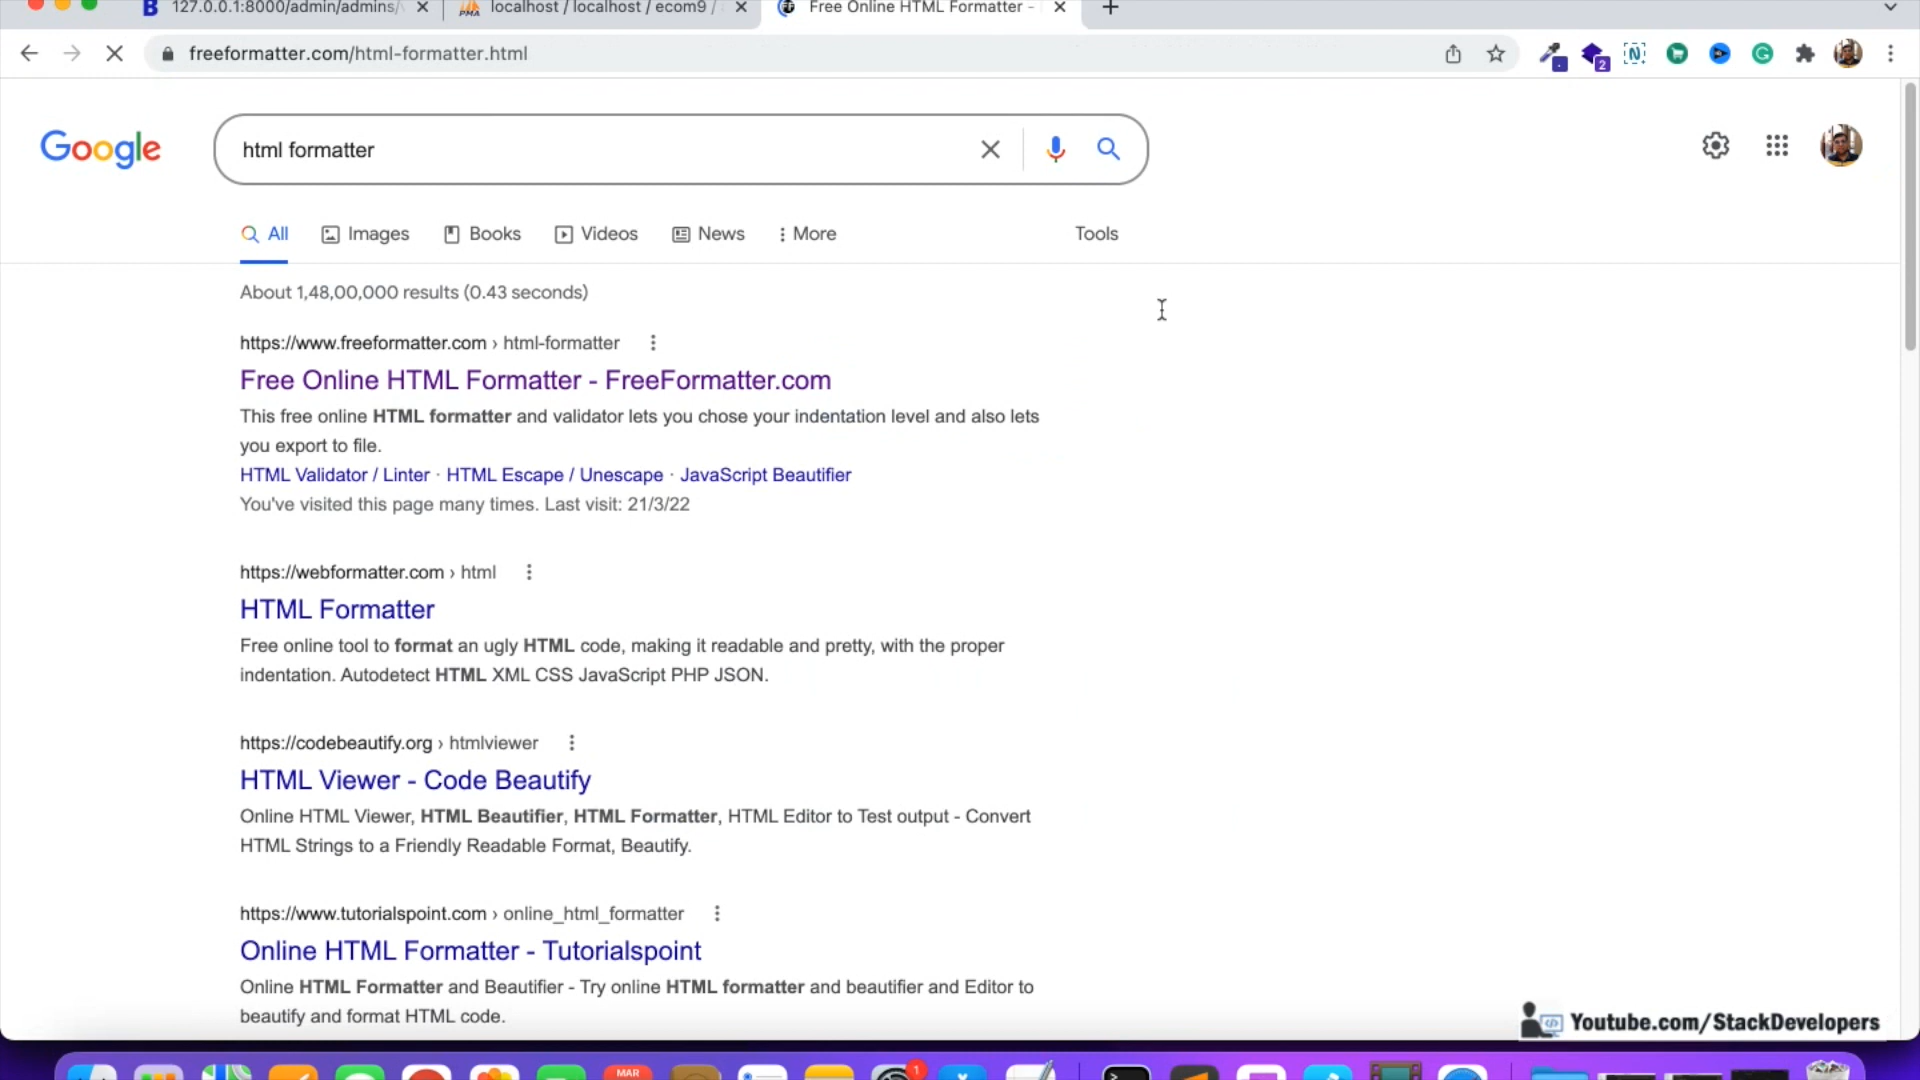 127.0.0.1:8000/admin/admins/
localhost / localhost / ecom9 /
Free Online HTML Formatter -
freeformatter.com/html-formatter.html
2
Google
html formatter
All
Images
Books
Videos
News
More
Tools
About 1,48,00,000 results (0.43 seconds)
https://www.freeformatter.com › html-formatter
Free Online HTML Formatter - FreeFormatter.com
This free online HTML formatter and validator lets you chose your indentation level and also lets
you export to file.
HTML Validator / Linter · HTML Escape / Unescape · JavaScript Beautifier
You've visited this page many times. Last visit: 21/3/22
https://webformatter.com › html
HTML Formatter
Free online tool to format an ugly HTML code, making it readable and pretty, with the proper
indentation. Autodetect HTML XML CSS JavaScript PHP JSON.
https://codebeautify.org › htmlviewer
HTML Viewer - Code Beautify
Online HTML Viewer, HTML Beautifier, HTML Formatter, HTML Editor to Test output - Convert
HTML Strings to a Friendly Readable Format, Beautify.
https://www.tutorialspoint.com › online_html_formatter
Online HTML Formatter - Tutorialspoint
Online HTML Formatter and Beautifier - Try online HTML formatter and beautifier and Editor to
beautify and format HTML code.
Youtube.com/StackDevelopers
MAR
1